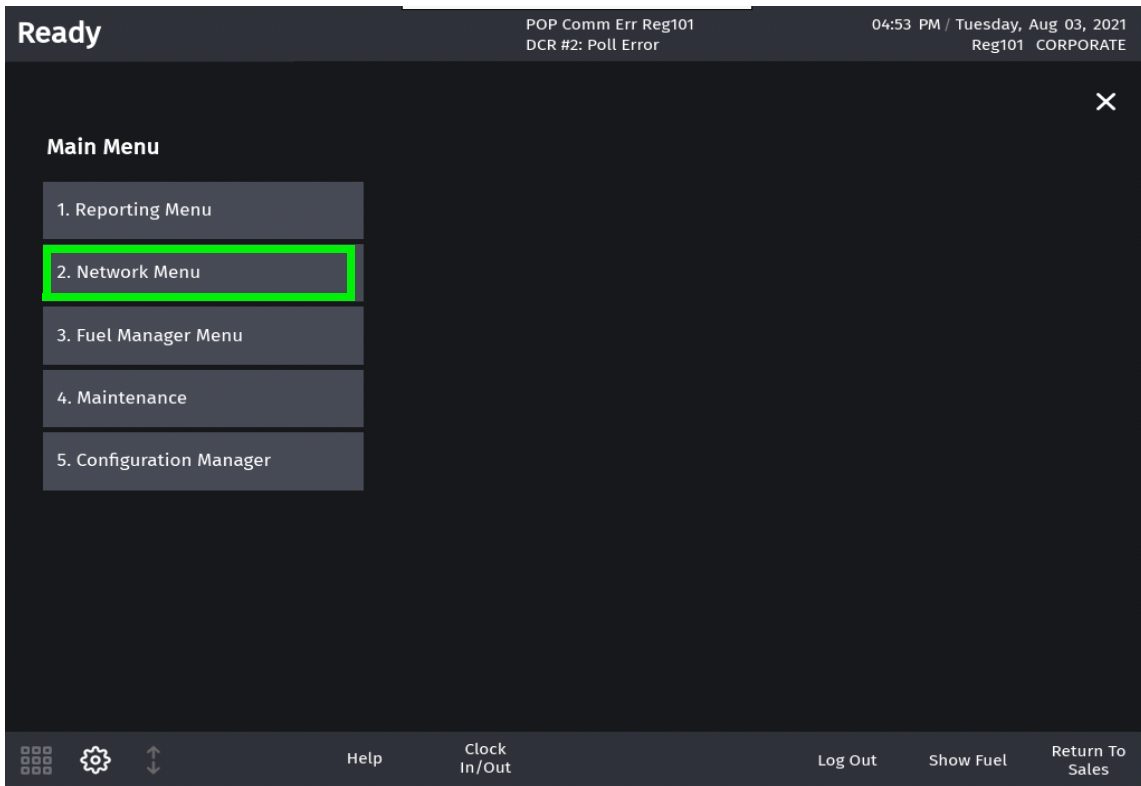 Ready
POP Comm Err Reg101
DCR #2: Poll Error
04:53 PM / Tuesday, Aug 03, 2021
Reg101 CORPORATE
Main Menu
1. Reporting Menu
2. Network Menu
3. Fuel Manager Menu
4. Maintenance
5. Configuration Manager
Help
Clock
In/Out
Log Out
Show Fuel
Return To
Sales